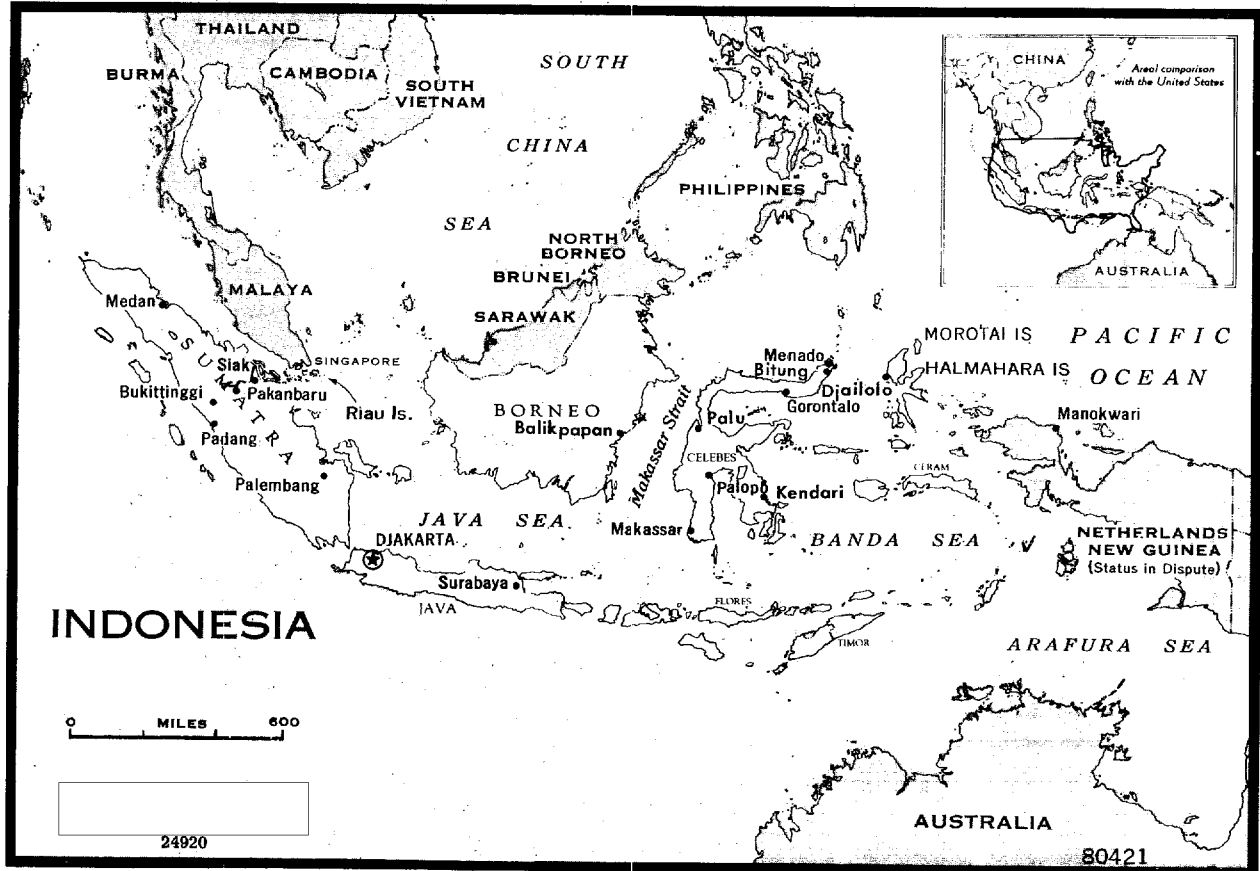 THAILAND
BURMA
CAMBODIA
SOUTH
VIETNAM
SOUTH
CHINA
SEA
PHILIPPINES
CHINA
Areal comparison
with the United States
AUSTRALIA
NORTH
BORNEO
BRUNEI
SARAWAK
MALAYA
Medan
SUMATRA
SINGAPORE
Siak
Pakanbaru
Bukittinggi
Riau Is.
Padang
Palembang
BORNEO
Balikpapan
Makassar Strait
Menado
Bitung
Djailolo
Gorontalo
Palu
MOROTAI IS
HALMAHARA IS
PACIFIC
OCEAN
Manokwari
CELEBES
CERAM
Palopo
Kendari
Makassar
JAVA SEA
BANDA SEA
NETHERLANDS
NEW GUINEA
(Status in Dispute)
DJAKARTA
Surabaya
JAVA
FLORES
TIMOR
INDONESIA
ARAFURA SEA
0 MILES 600
AUSTRALIA
24920
80421